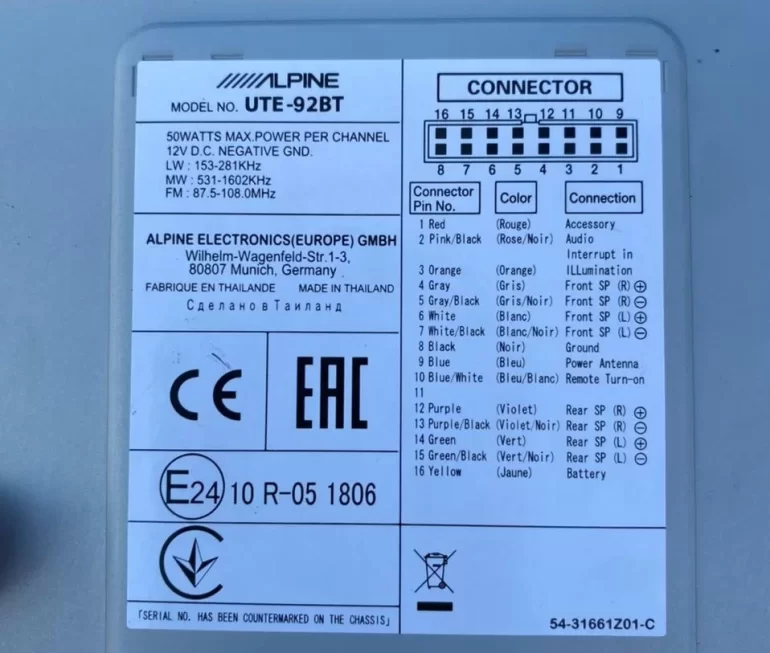 ALPINE
MODEL NO. UTE-92BT
50WATTS MAX.POWER PER CHANNEL
12V D.C. NEGATIVE GND.
LW : 153-281KHz
MW : 531-1602KHz
FM : 87.5-108.0MHz
ALPINE ELECTRONICS(EUROPE) GMBH
Wilhelm-Wagenfeld-Str.1-3,
80807 Munich, Germany
FABRIQUE EN THAILANDE MADE IN THAILAND
Сделано в Таиланд
CE
EAC
E24 10 R-05 1806
「SERIAL NO. HAS BEEN COUNTERMARKED ON THE CHASSIS」
CONNECTOR
16 15 14 13 12 11 10 9
8 7 6 5 4 3 2 1
Connector Pin No. Color Connection
1 Red (Rouge) Accessory
2 Pink/Black (Rose/Noir) Audio
Interrupt in
3 Orange (Orange) ILLumination
4 Gray (Gris) Front SP (R) ⊕
5 Gray/Black (Gris/Noir) Front SP (R) ⊖
6 White (Blanc) Front SP (L) ⊕
7 White/Black (Blanc/Noir) Front SP (L) ⊖
8 Black (Noir) Ground
9 Blue (Bleu) Power Antenna
10 Blue/White (Bleu/Blanc) Remote Turn-on
11
12 Purple (Violet) Rear SP (R) ⊕
13 Purple/Black (Violet/Noir) Rear SP (R) ⊖
14 Green (Vert) Rear SP (L) ⊕
15 Green/Black (Vert/Noir) Rear SP (L) ⊖
16 Yellow (Jaune) Battery
54-31661Z01-C